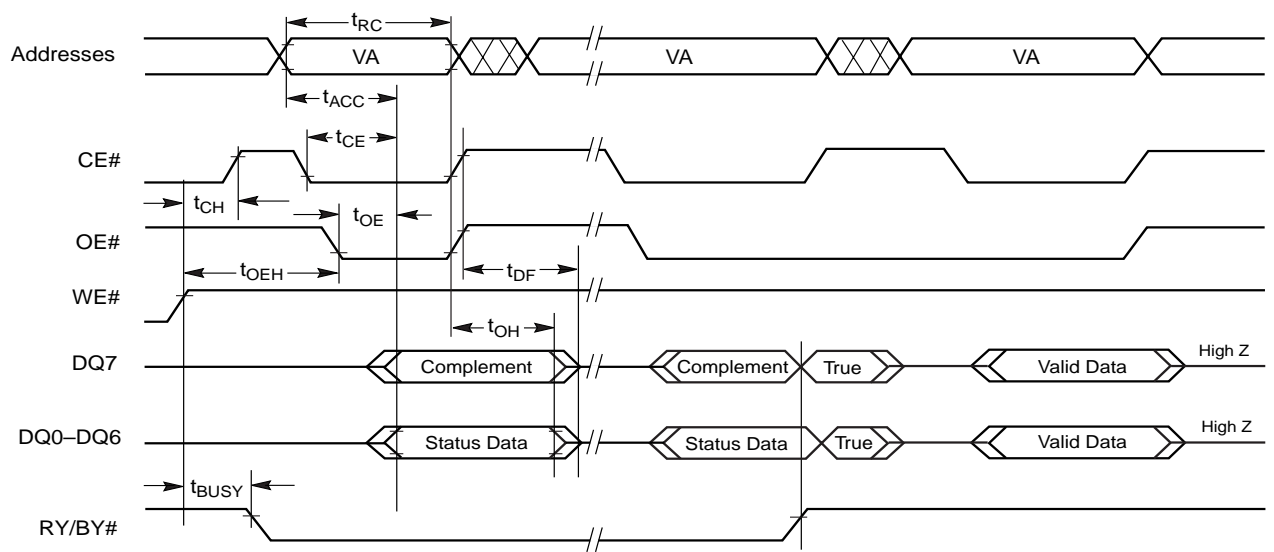 tRC
Addresses VA VA VA
tACC
tCE
CE#
tCH tOE
OE#
tOEH tDF
WE#
tOH
DQ7 Complement Complement True Valid Data High Z
DQ0–DQ6 Status Data Status Data True Valid Data High Z
tBUSY
RY/BY#